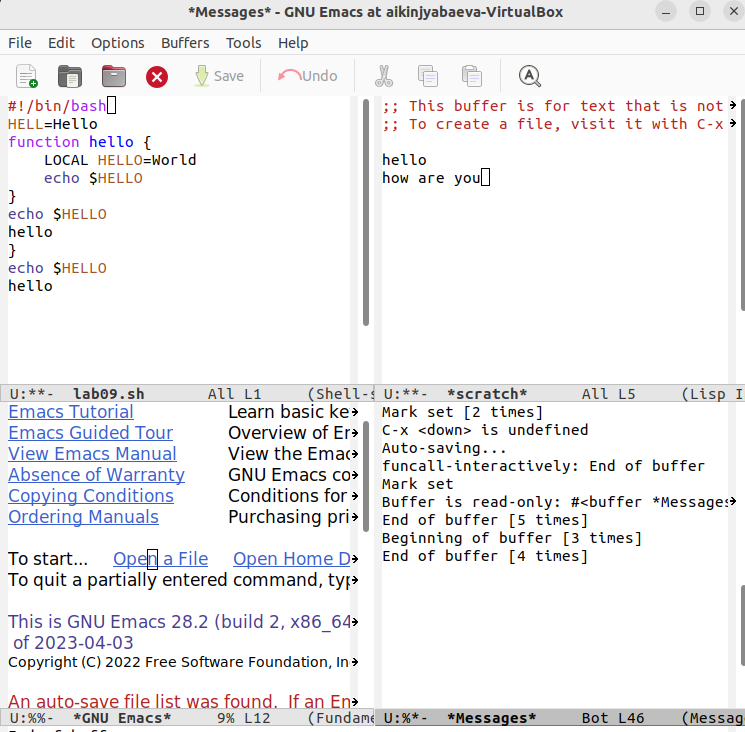 *Messages* - GNU Emacs at aikinjyabaeva-VirtualBox
File Edit Options Buffers Tools Help
Save Undo
#!/bin/bash
HELL=Hello
function hello {
    LOCAL HELLO=World
    echo $HELLO
}
echo $HELLO
hello
}
echo $HELLO
hello
U:**- lab09.sh All L1 (Shell-s
;; This buffer is for text that is not
;; To create a file, visit it with C-x
hello
how are you
U:**- *scratch* All L5 (Lisp I
Emacs Tutorial Learn basic ke
Emacs Guided Tour Overview of Em
View Emacs Manual View the Emac
Absence of Warranty GNU Emacs co
Copying Conditions Conditions for
Ordering Manuals Purchasing pri
To start... Open a File Open Home D
To quit a partially entered command, typ
This is GNU Emacs 28.2 (build 2, x86_64
of 2023-04-03
Copyright (C) 2022 Free Software Foundation, In
An auto-save file list was found. If an Em
U:%%- *GNU Emacs* 9% L12 (Fundame
Mark set [2 times]
C-x <down> is undefined
Auto-saving...
funcall-interactively: End of buffer
Mark set
Buffer is read-only: #<buffer *Messages
End of buffer [5 times]
Beginning of buffer [3 times]
End of buffer [4 times]
U:%*- *Messages* Bot L46 (Messag